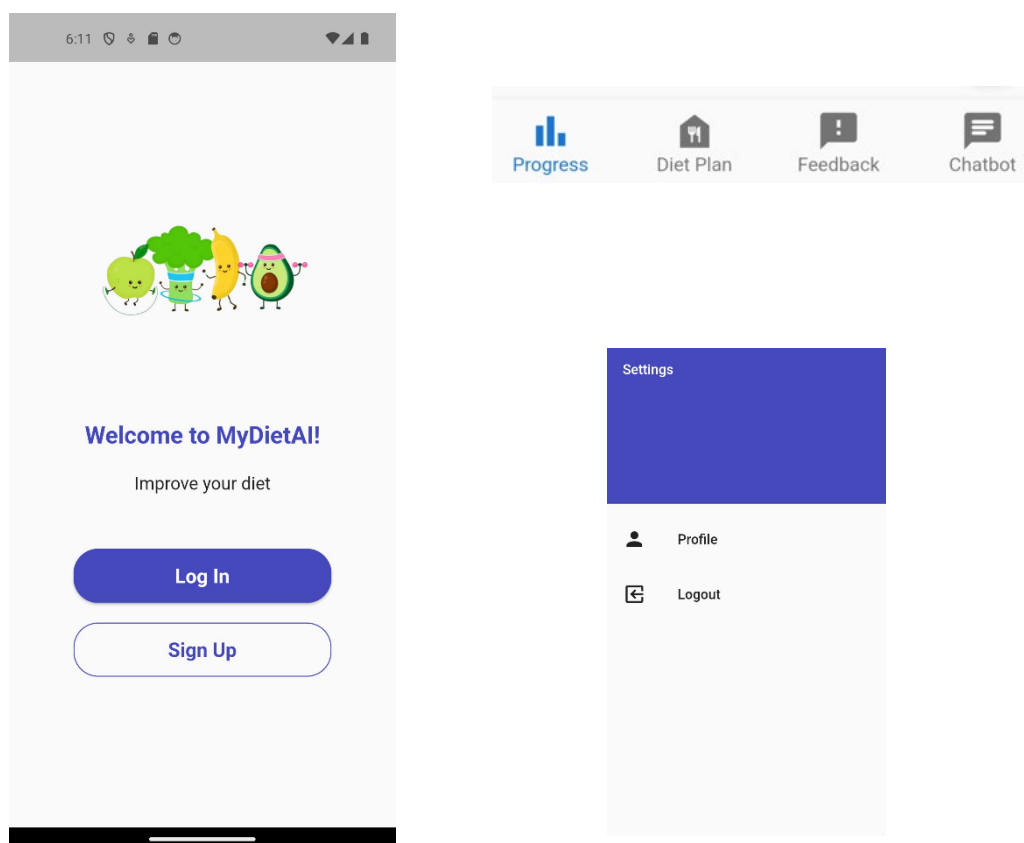 6:11
Welcome to MyDietAI!
Improve your diet
Log In
Sign Up
Progress Diet Plan Feedback Chatbot
Settings
Profile
Logout